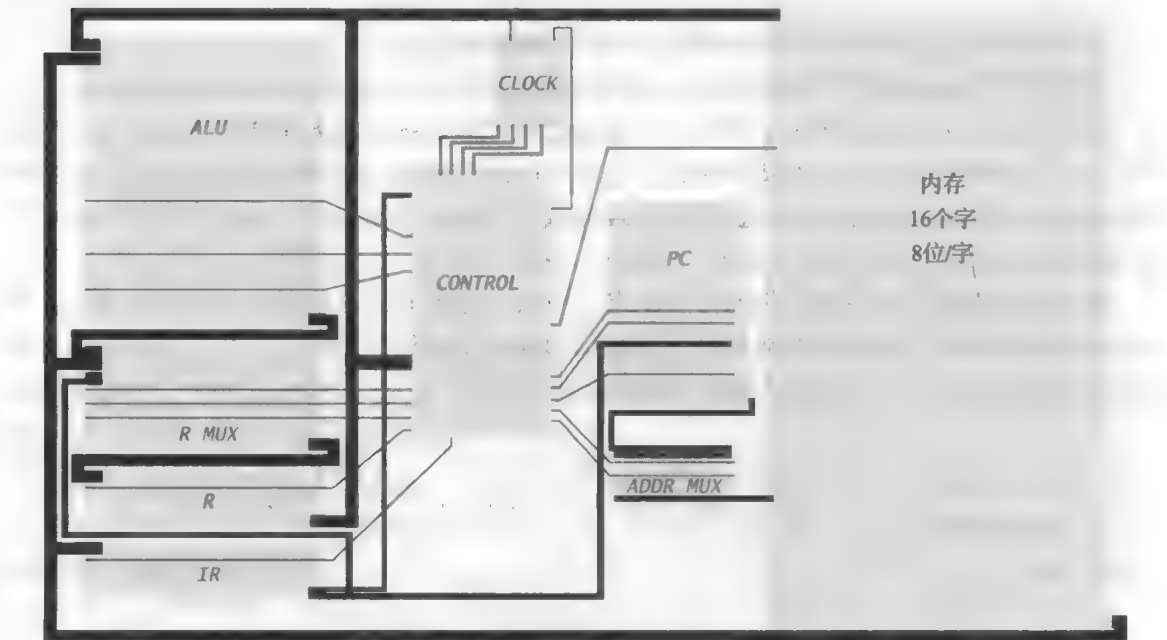 CLOCK
ALU
内存
16个字
8位/字
PC
CONTROL
R MUX
ADDR MUX
R
IR